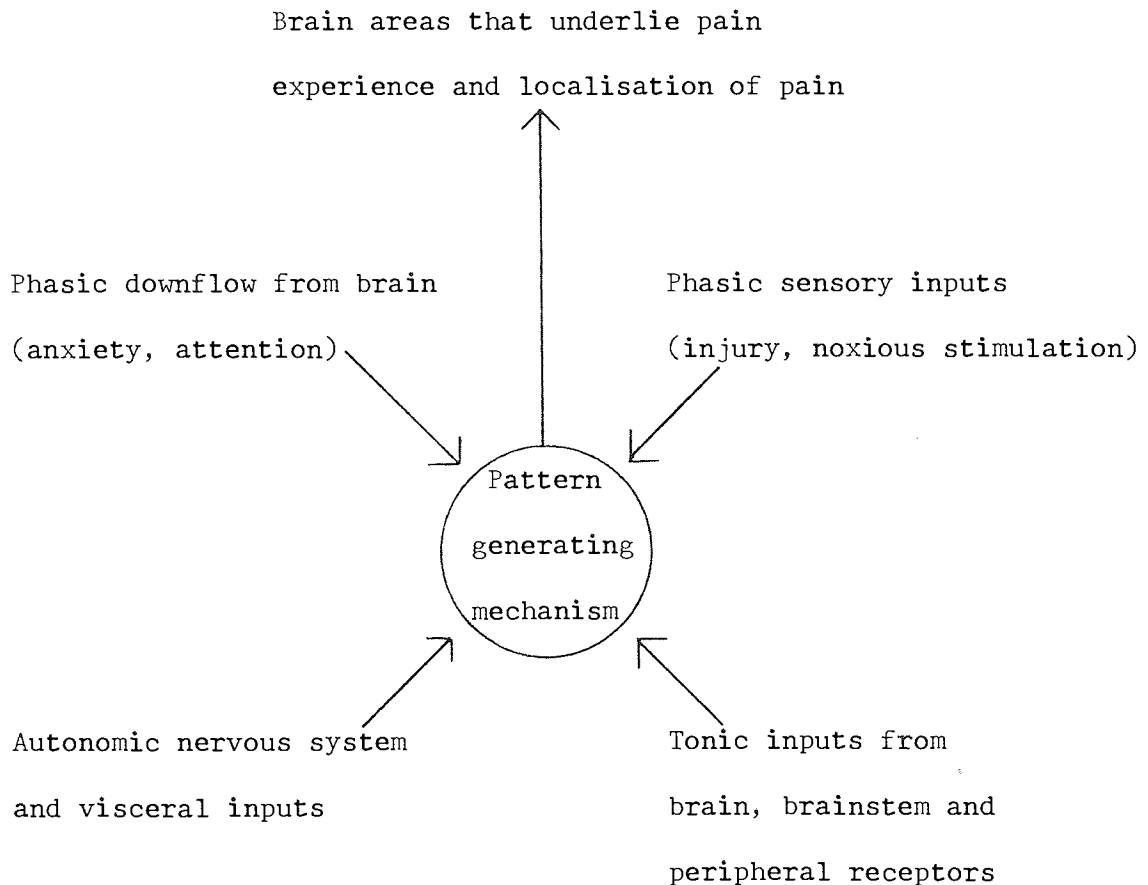 Brain areas that underlie pain
experience and localisation of pain
Phasic downflow from brain
(anxiety, attention)
Phasic sensory inputs
(injury, noxious stimulation)
Pattern
generating
mechanism
Autonomic nervous system
and visceral inputs
Tonic inputs from
brain, brainstem and
peripheral receptors